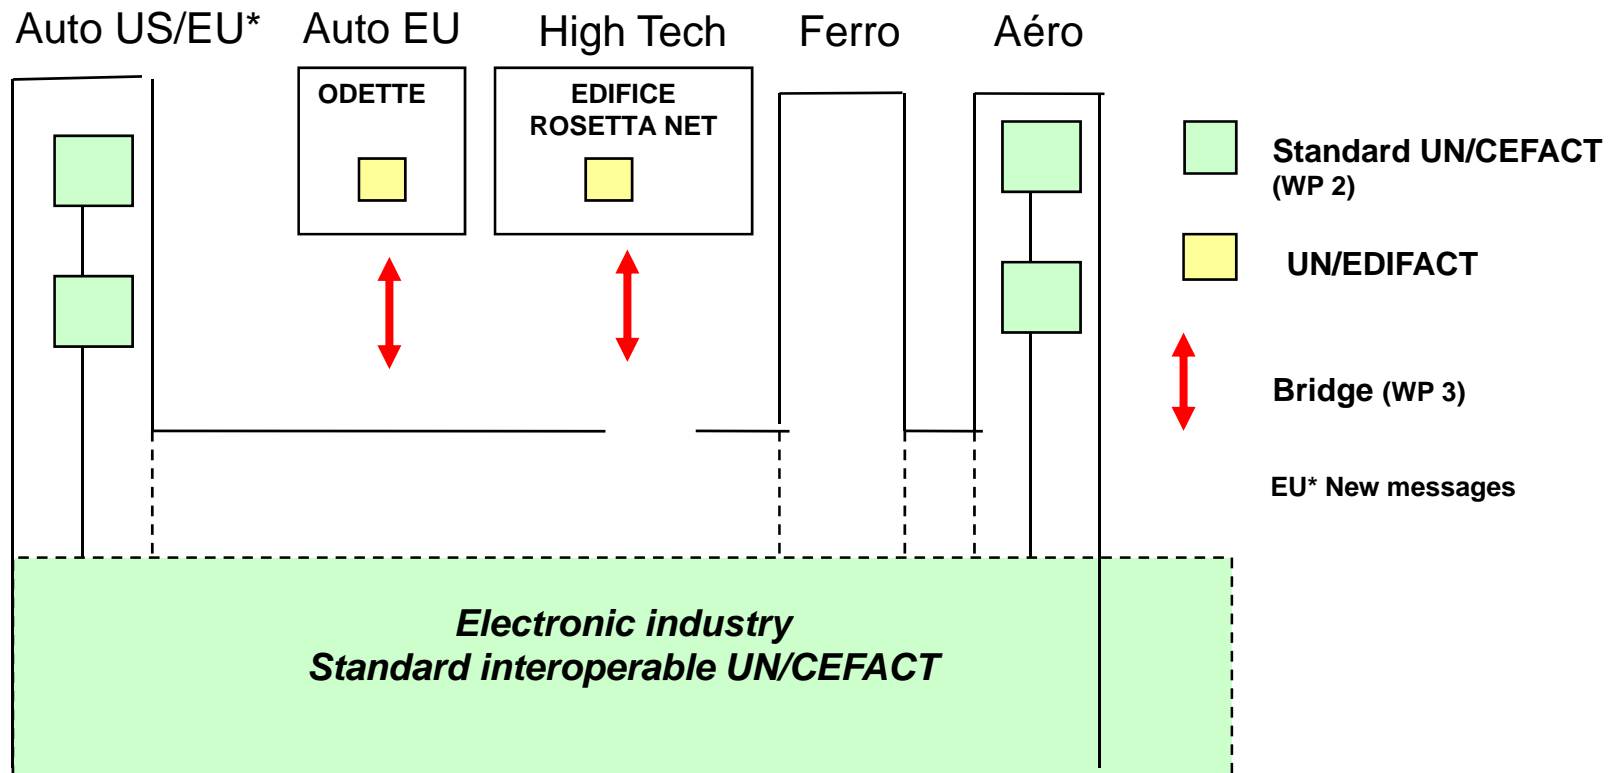 Auto US/EU*
Auto EU
High Tech
Ferro
Aéro
ODETTE
EDIFICE
ROSETTA NET
Standard UN/CEFACT
(WP 2)
UN/EDIFACT
Bridge (WP 3)
EU* New messages
Electronic industry
Standard interoperable UN/CEFACT